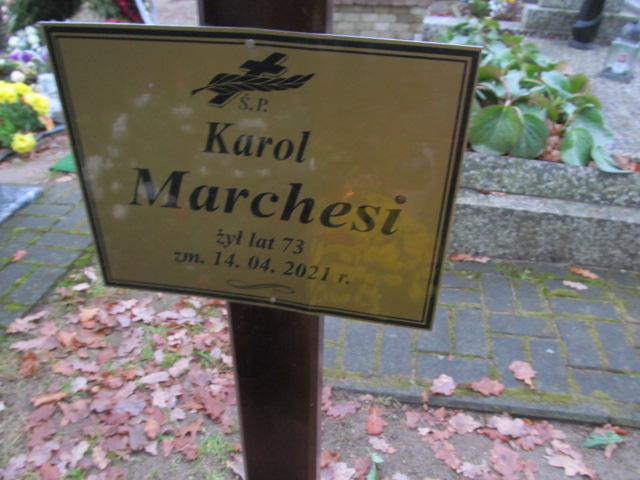 Ś.P.
Karol
Marchesi
żył lat 73
zm. 14. 04. 2021 r.